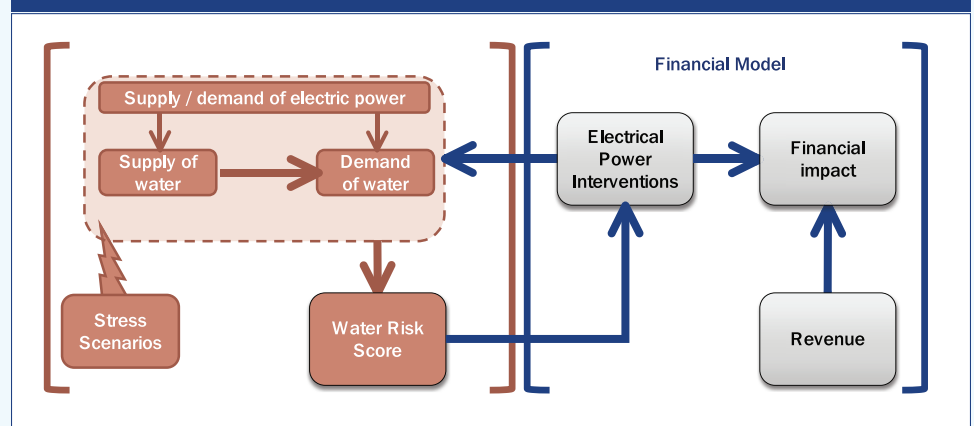 Financial Model
Supply / demand of electric power
Supply of
water
Demand
of water
Electrical
Power
Interventions
Financial
impact
Stress
Scenarios
Water Risk
Score
Revenue